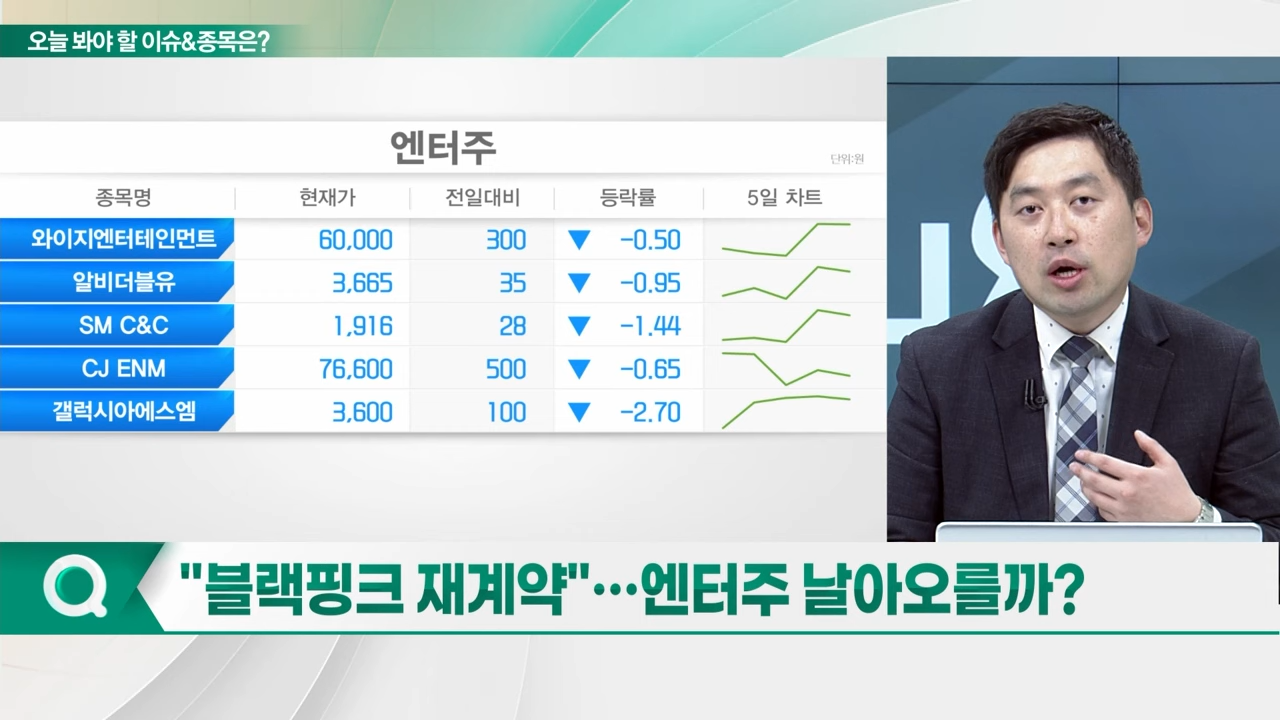 오늘 봐야 할 이슈&종목은?
엔터주
단위:원
종목명 현재가 전일대비 등락률 5일 차트
와이지엔터테인먼트 60,000 300 ▼ -0.50
알비더블유 3,665 35 ▼ -0.95
SM C&C 1,916 28 ▼ -1.44
CJ ENM 76,600 500 ▼ -0.65
갤럭시아에스엠 3,600 100 ▼ -2.70
"블랙핑크 재계약"…엔터주 날아오를까?